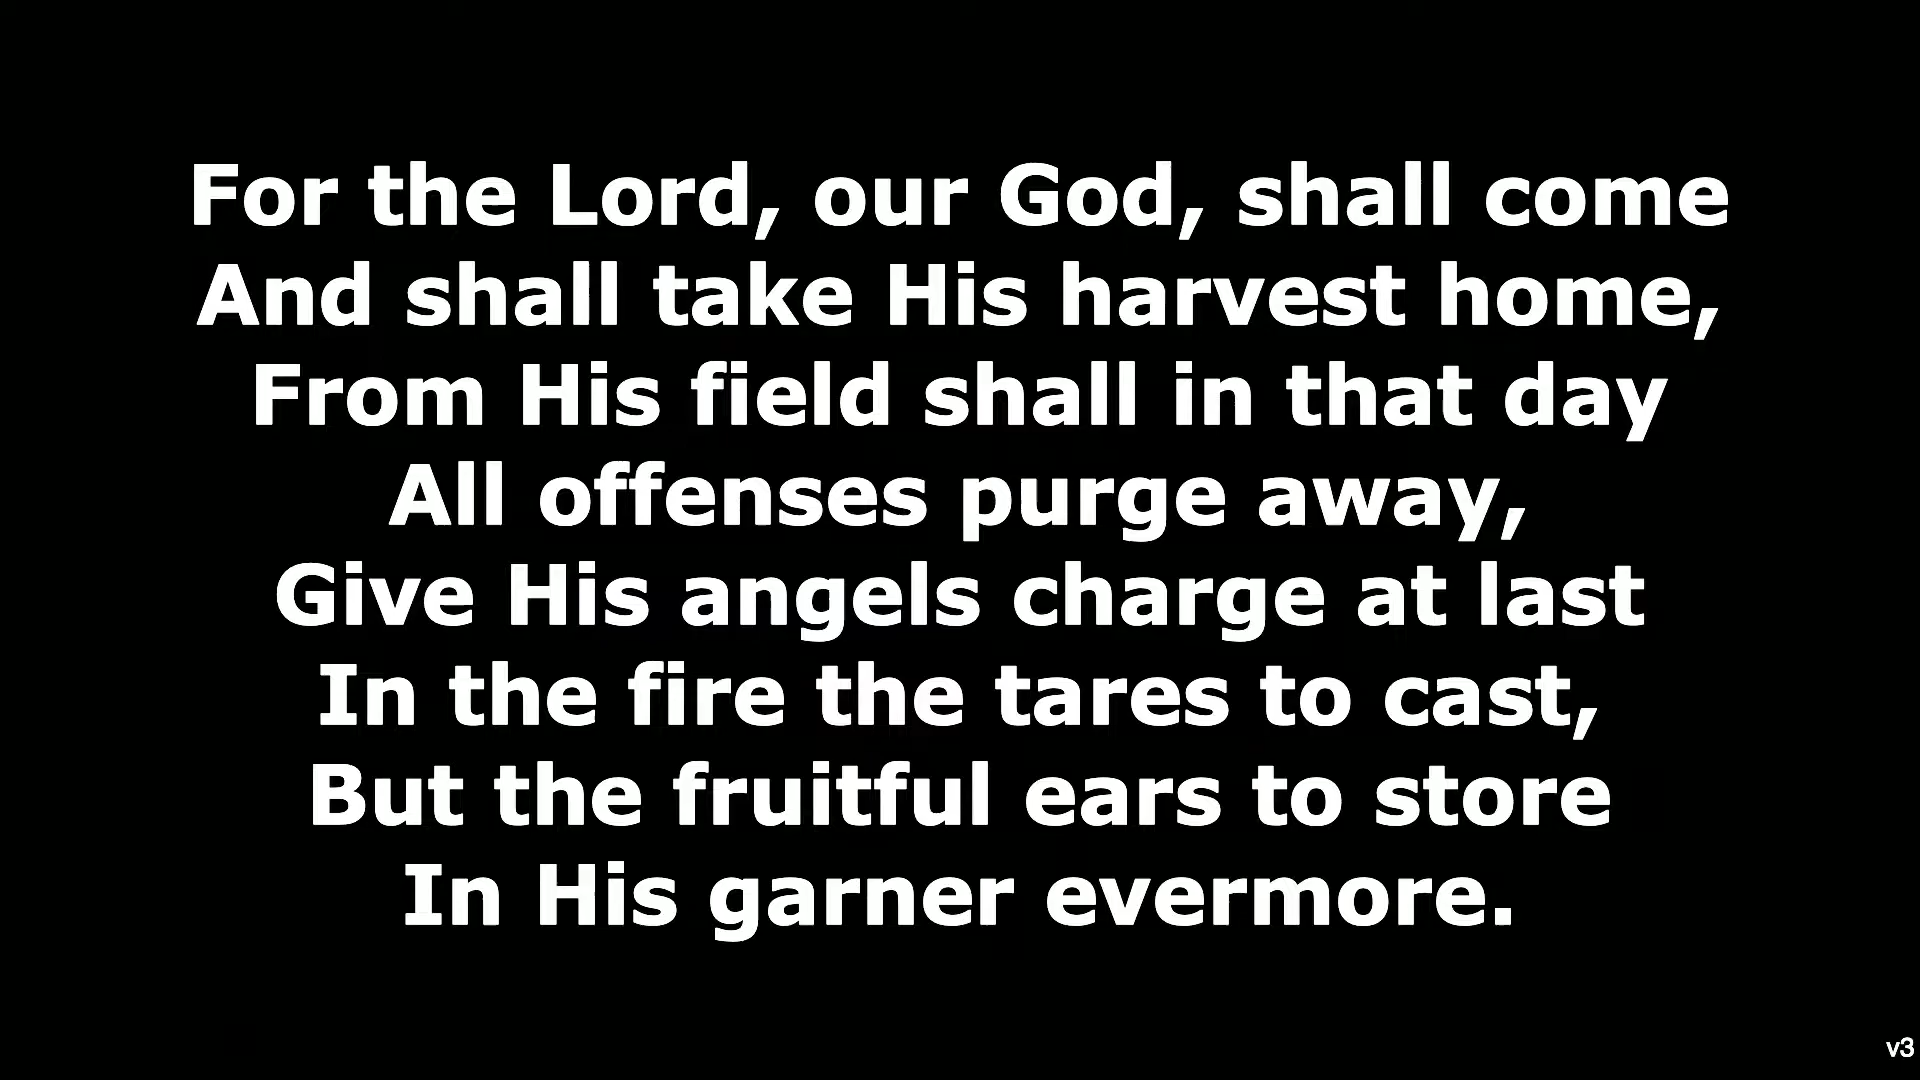 For the Lord, our God, shall come
And shall take His harvest home,
From His field shall in that day
All offenses purge away,
Give His angels charge at last
In the fire the tares to cast,
But the fruitful ears to store
In His garner evermore.
v3